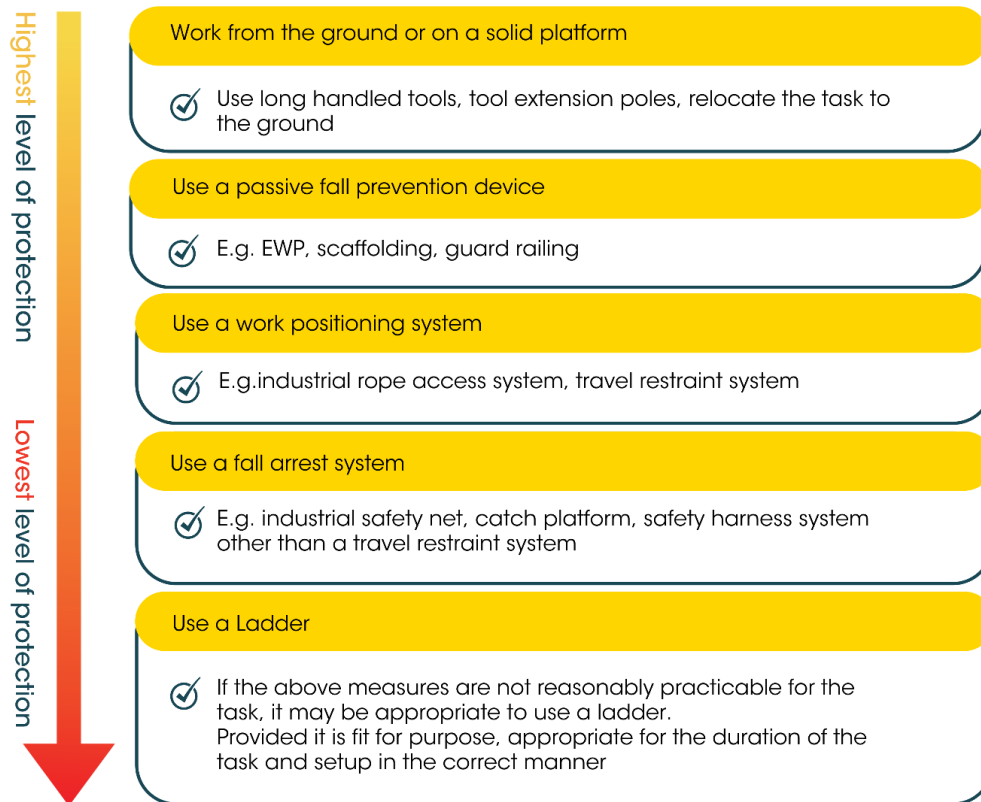 Highest level of protection
Lowest level of protection
Work from the ground or on a solid platform
Use long handled tools, tool extension poles, relocate the task to
the ground
Use a passive fall prevention device
E.g. EWP, scaffolding, guard railing
Use a work positioning system
E.g.industrial rope access system, travel restraint system
Use a fall arrest system
E.g. industrial safety net, catch platform, safety harness system
other than a travel restraint system
Use a Ladder
If the above measures are not reasonably practicable for the
task, it may be appropriate to use a ladder.
Provided it is fit for purpose, appropriate for the duration of the
task and setup in the correct manner